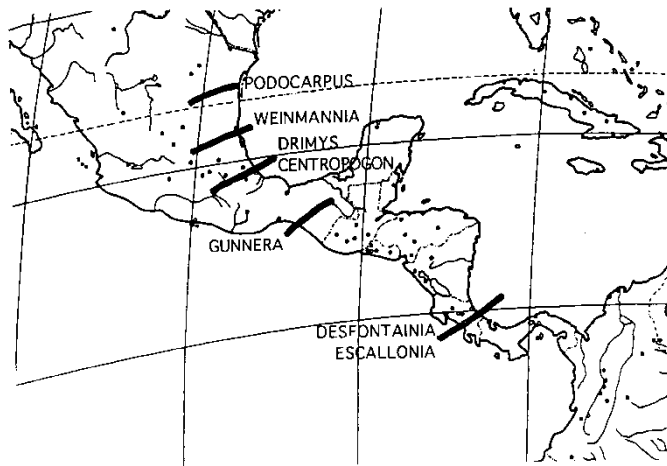 PODOCARPUS
WEINMANNIA
DRIMYS
CENTROPOGON
GUNNERA
DESFONTAINIA
ESCALLONIA